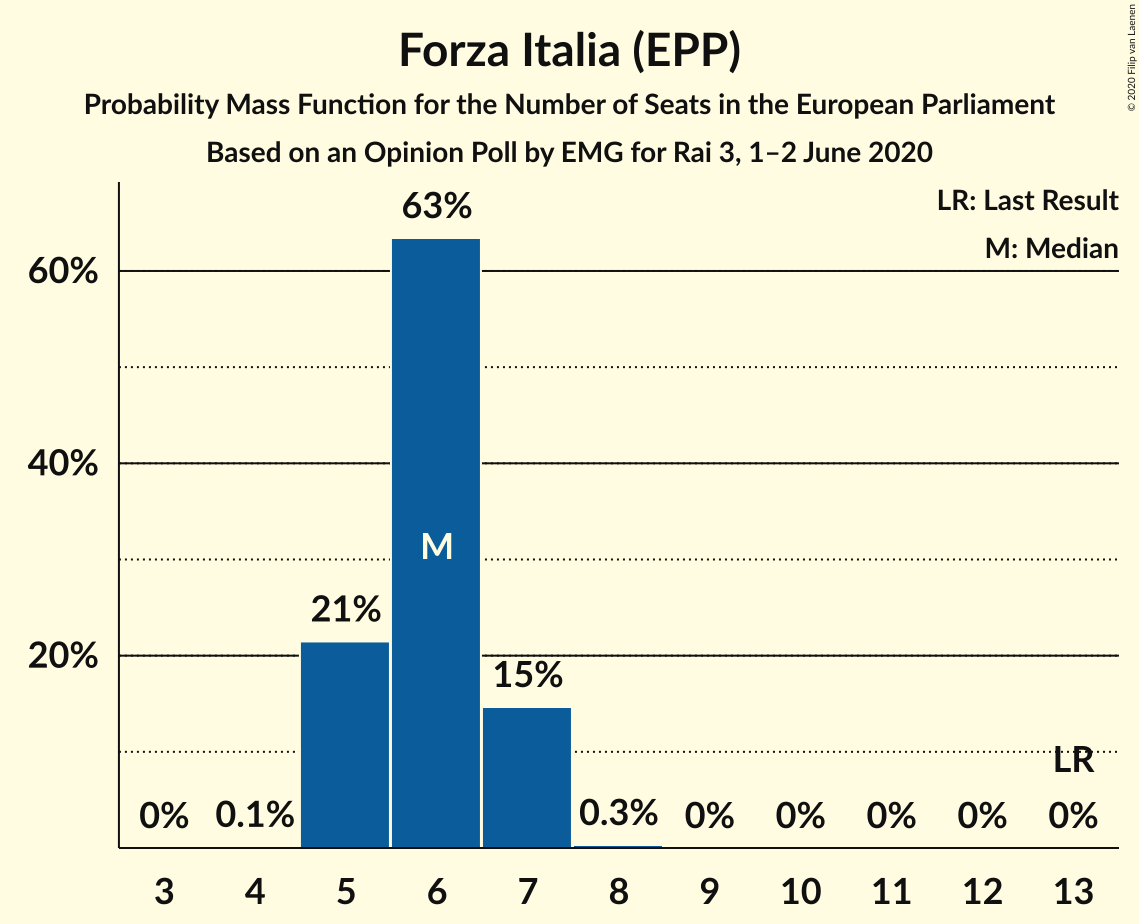 Forza Italia (EPP)
Probability Mass Function for the Number of Seats in the European Parliament
Based on an Opinion Poll by EMG for Rai 3, 1–2 June 2020
© 2020 Filip van Laenen
LR: Last Result
M: Median
63%
60%
40%
M
21%
20%
15%
LR
0% 0.1% 0.3% 0% 0% 0% 0% 0%
3 4 5 6 7 8 9 10 11 12 13